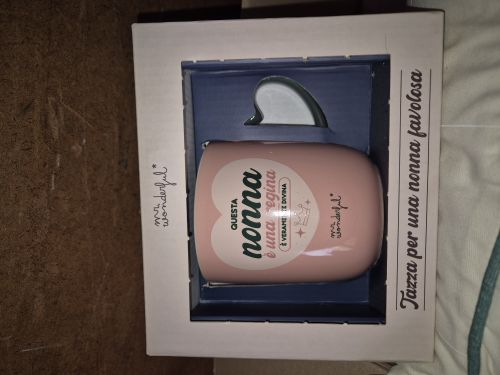 mr.
wonderful*
QUESTA
nonna
è una regina
È VERAMENTE DIVINA
mr.
wonderful*
Tazza per una nonna favolosa